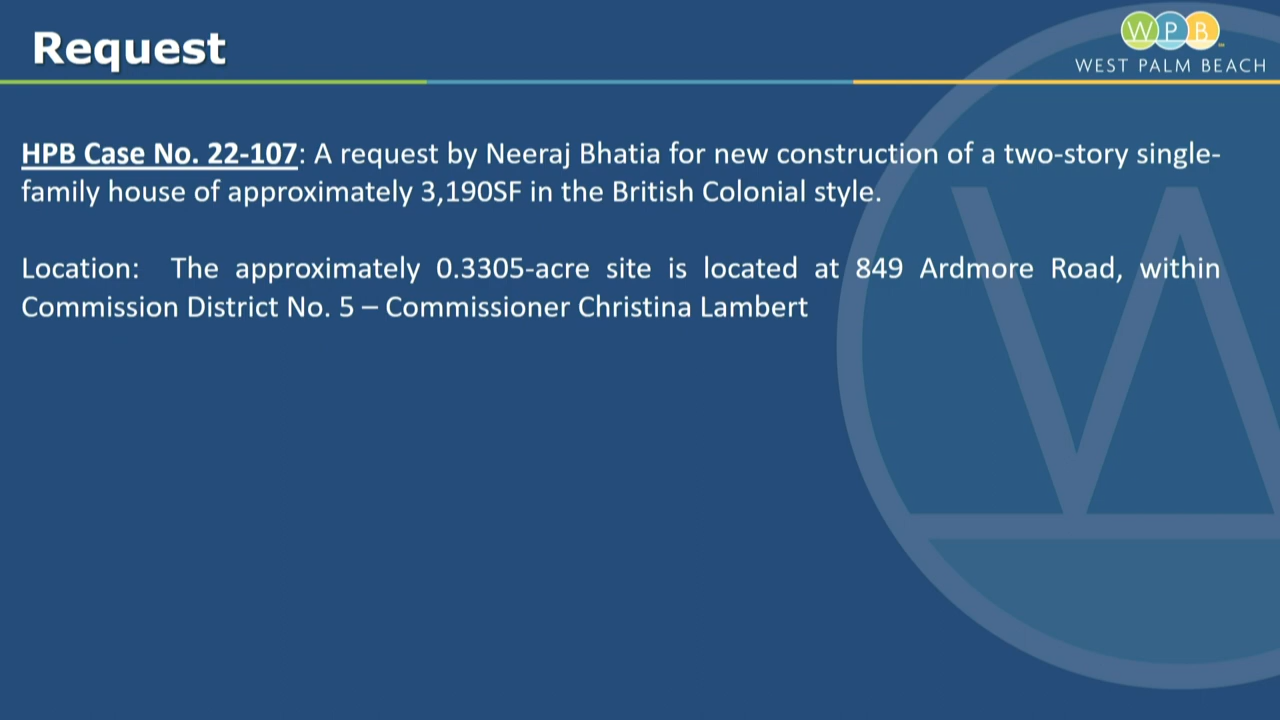 Request
WPB
WEST PALM BEACH
HPB Case No. 22-107: A request by Neeraj Bhatia for new construction of a two-story single-
family house of approximately 3,190SF in the British Colonial style.
Location: The approximately 0.3305-acre site is located at 849 Ardmore Road, within
Commission District No. 5 – Commissioner Christina Lambert